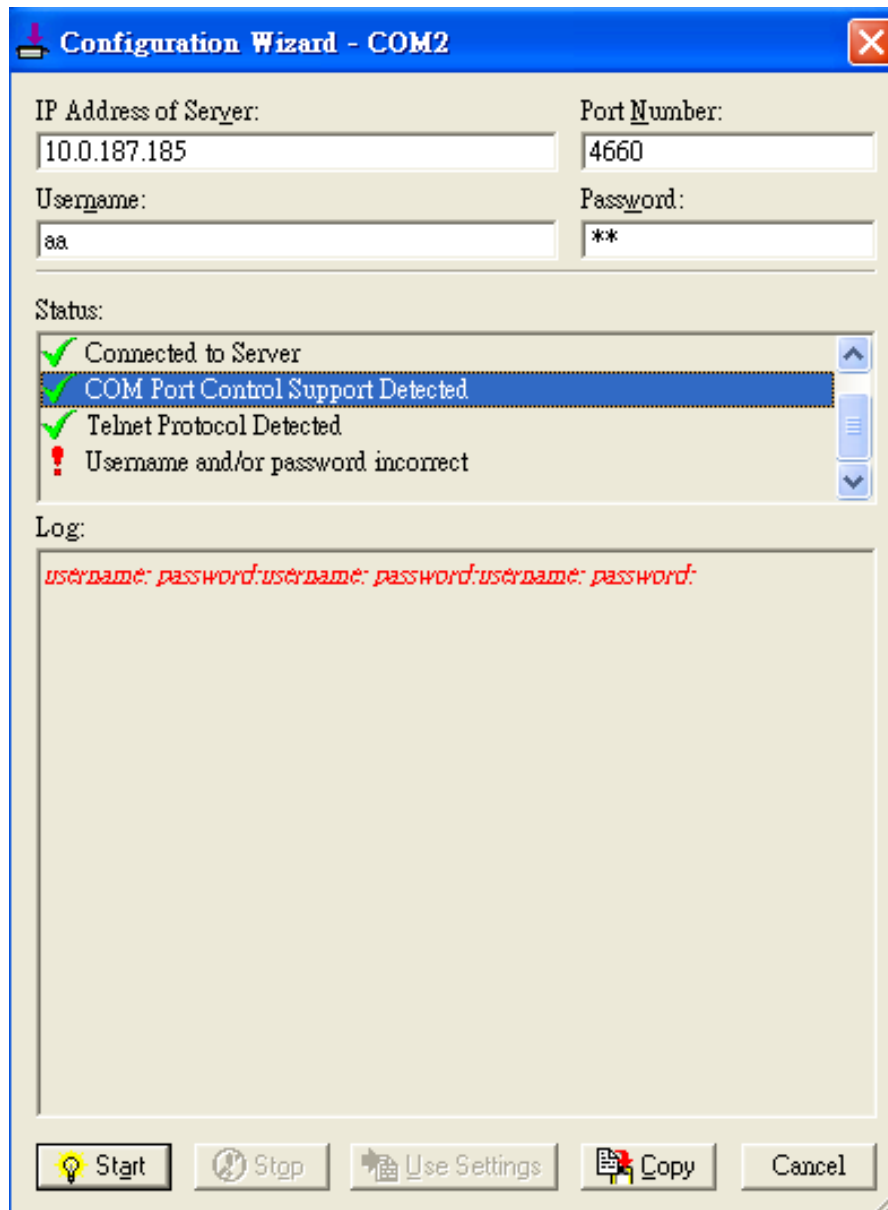 Configuration Wizard - COM2
IP Address of Server: Port Number:
10.0.187.185 4660
Username: Password:
aa **
Status:
Connected to Server
COM Port Control Support Detected
Telnet Protocol Detected
Username and/or password incorrect
Log:
username: password:username: password:username: password:
Start Stop Use Settings Copy Cancel